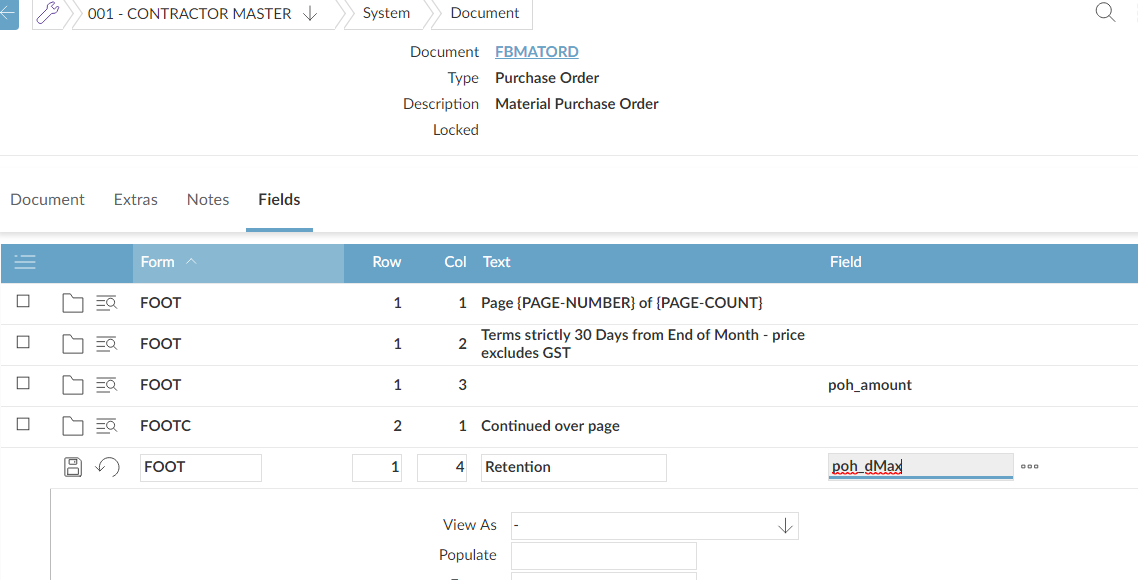 001 - CONTRACTOR MASTER System Document
Document FBMATORD
Type Purchase Order
Description Material Purchase Order
Locked
Document Extras Notes Fields
Form Row Col Text Field
FOOT 1 1 Page {PAGE-NUMBER} of {PAGE-COUNT}
FOOT 1 2 Terms strictly 30 Days from End of Month - price
excludes GST
FOOT 1 3 poh_amount
FOOTC 2 1 Continued over page
FOOT 1 4 Retention poh_dMax
View As -
Populate